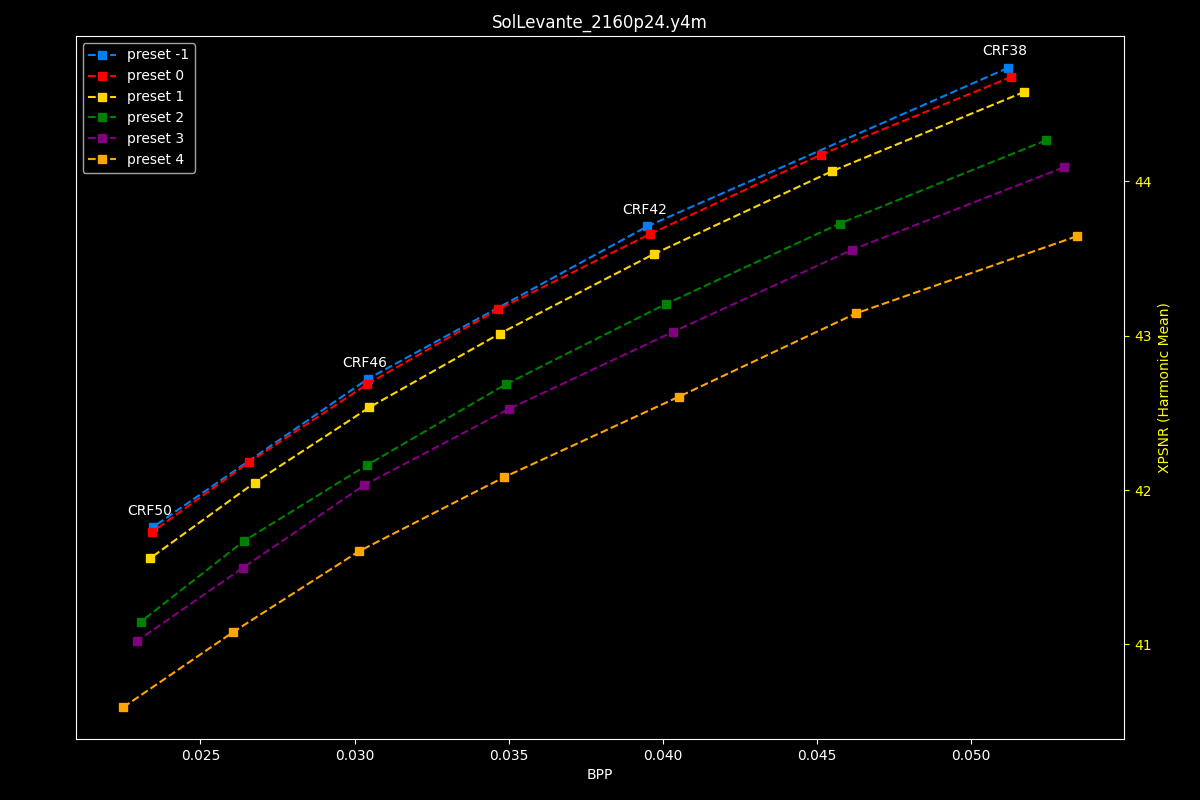 SolLevante_2160p24.y4m
preset -1
preset 0
preset 1
preset 2
preset 3
preset 4
CRF38
CRF42
CRF46
CRF50
44
43
42
41
XPSNR (Harmonic Mean)
0.025 0.030 0.035 0.040 0.045 0.050
BPP